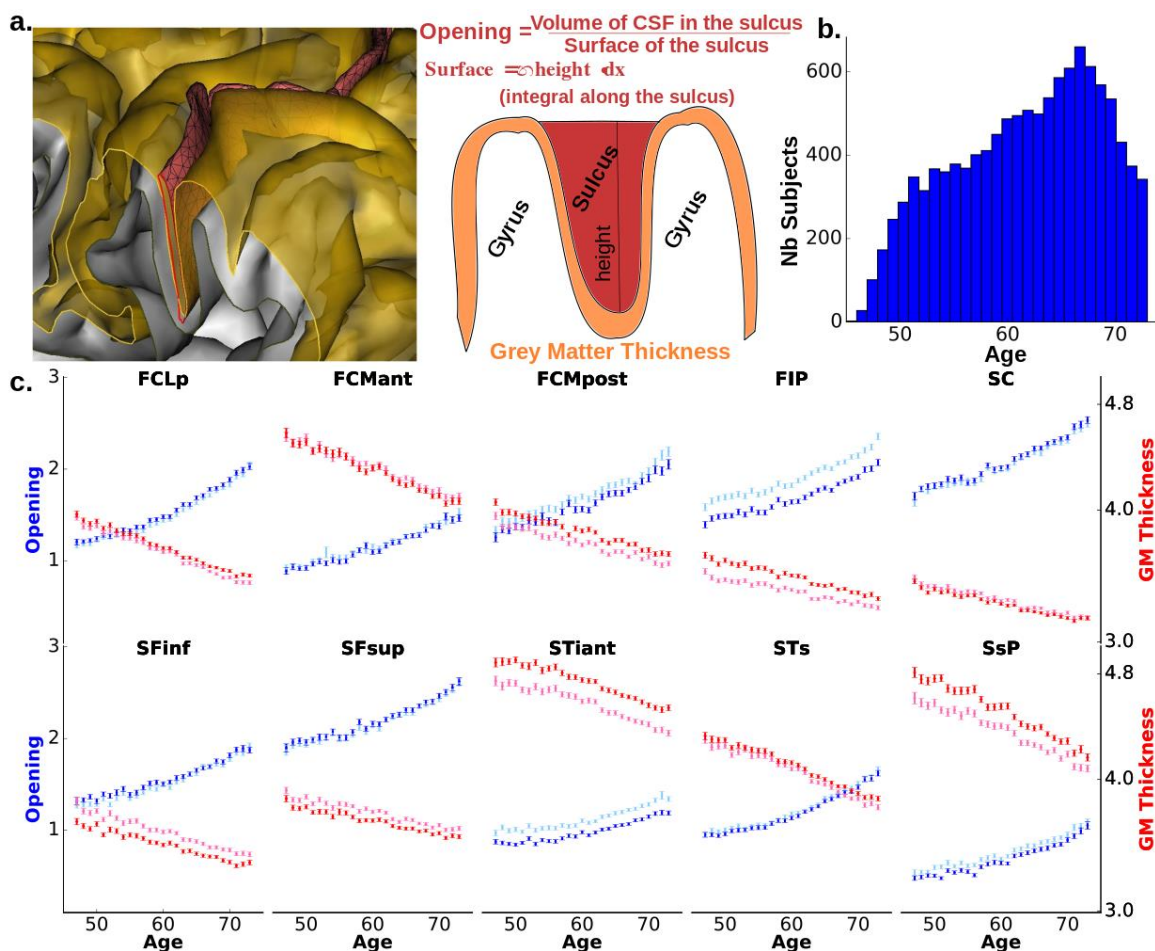 a.
Opening = Volume of CSF in the sulcus
Surface of the sulcus
Surface = height dx
(integral along the sulcus)
Gyrus
Sulcus
height
Gyrus
Grey Matter Thickness
b.
Nb Subjects
600
400
200
0
50 60 70
Age
c.
FCLp FCMant FCMpost FIP SC
3
2
1
Opening
4.8
4.0
3.0
GM Thickness
SFinf SFsup STiant STs SsP
3
2
1
Opening
4.8
4.0
3.0
GM Thickness
50 60 70 50 60 70 50 60 70 50 60 70 50 60 70
Age Age Age Age Age